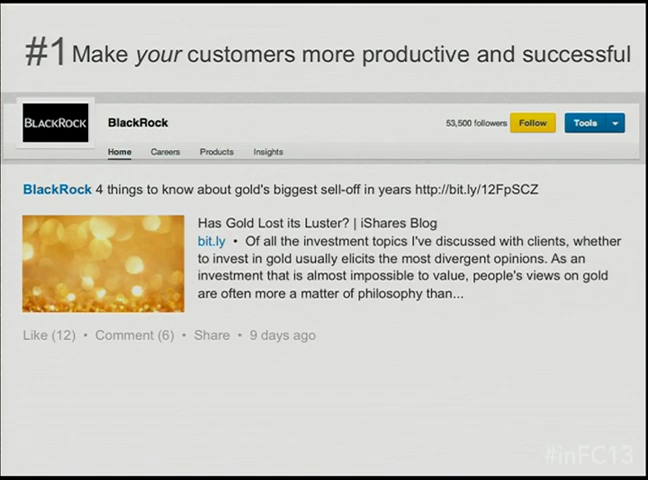 #1 Make your customers more productive and successful
BLACKROCK
BlackRock
53,500 followers Follow Tools
Home Careers Products Insights
BlackRock 4 things to know about gold's biggest sell-off in years http://bit.ly/12FpSCZ
Has Gold Lost its Luster? | iShares Blog
bit.ly • Of all the investment topics I've discussed with clients, whether
to invest in gold usually elicits the most divergent opinions. As an
investment that is almost impossible to value, people's views on gold
are often more a matter of philosophy than...
Like (12) • Comment (6) • Share • 9 days ago
#inFC13